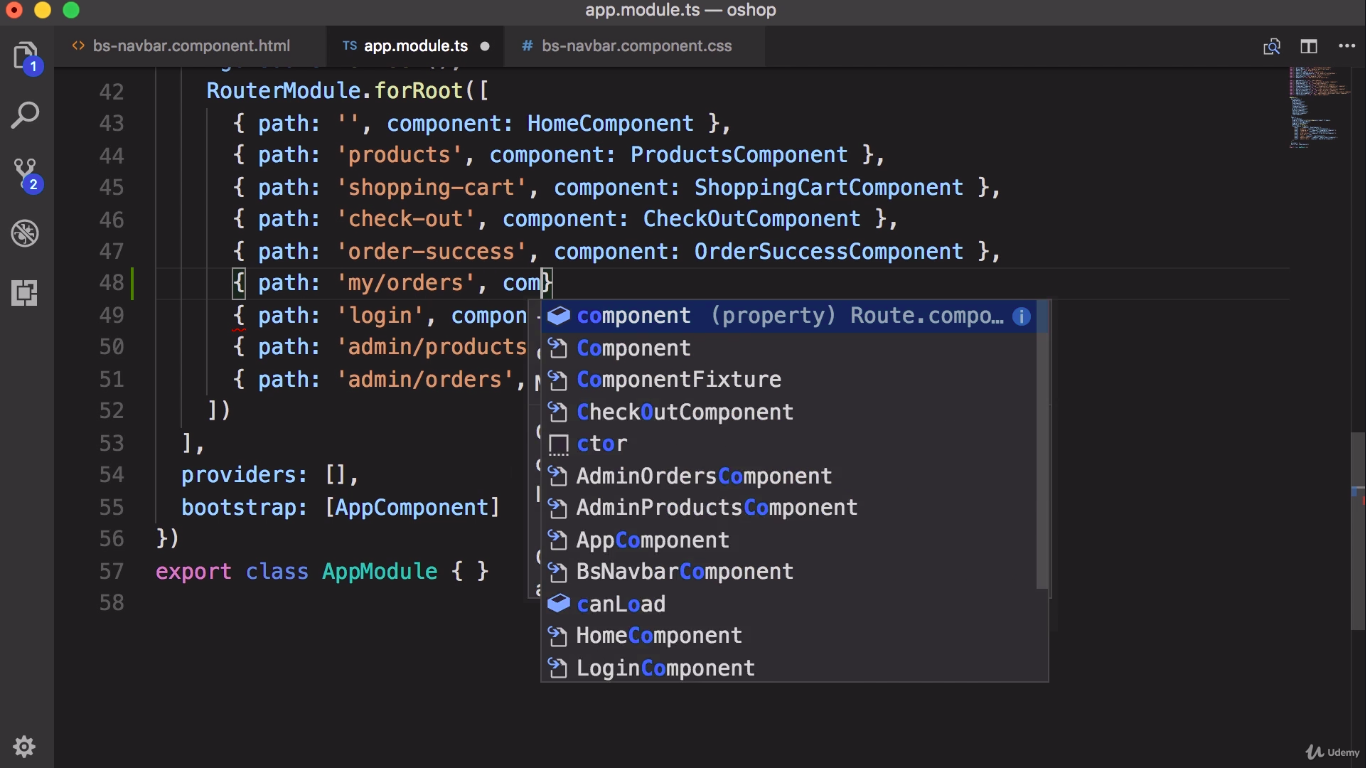 app.module.ts — oshop
<> bs-navbar.component.html
TS app.module.ts ●
# bs-navbar.component.css
1
2
42 RouterModule.forRoot([
43 { path: '', component: HomeComponent },
44 { path: 'products', component: ProductsComponent },
45 { path: 'shopping-cart', component: ShoppingCartComponent },
46 { path: 'check-out', component: CheckOutComponent },
47 { path: 'order-success', component: OrderSuccessComponent },
48 { path: 'my/orders', com}
49 { path: 'login', compon
50 { path: 'admin/products
51 { path: 'admin/orders',
52 ])
53 ],
54 providers: [],
55 bootstrap: [AppComponent]
56 })
57 export class AppModule { }
58
component (property) Route.compo…
Component
ComponentFixture
CheckOutComponent
ctor
AdminOrdersComponent
AdminProductsComponent
AppComponent
BsNavbarComponent
canLoad
HomeComponent
LoginComponent
Udemy